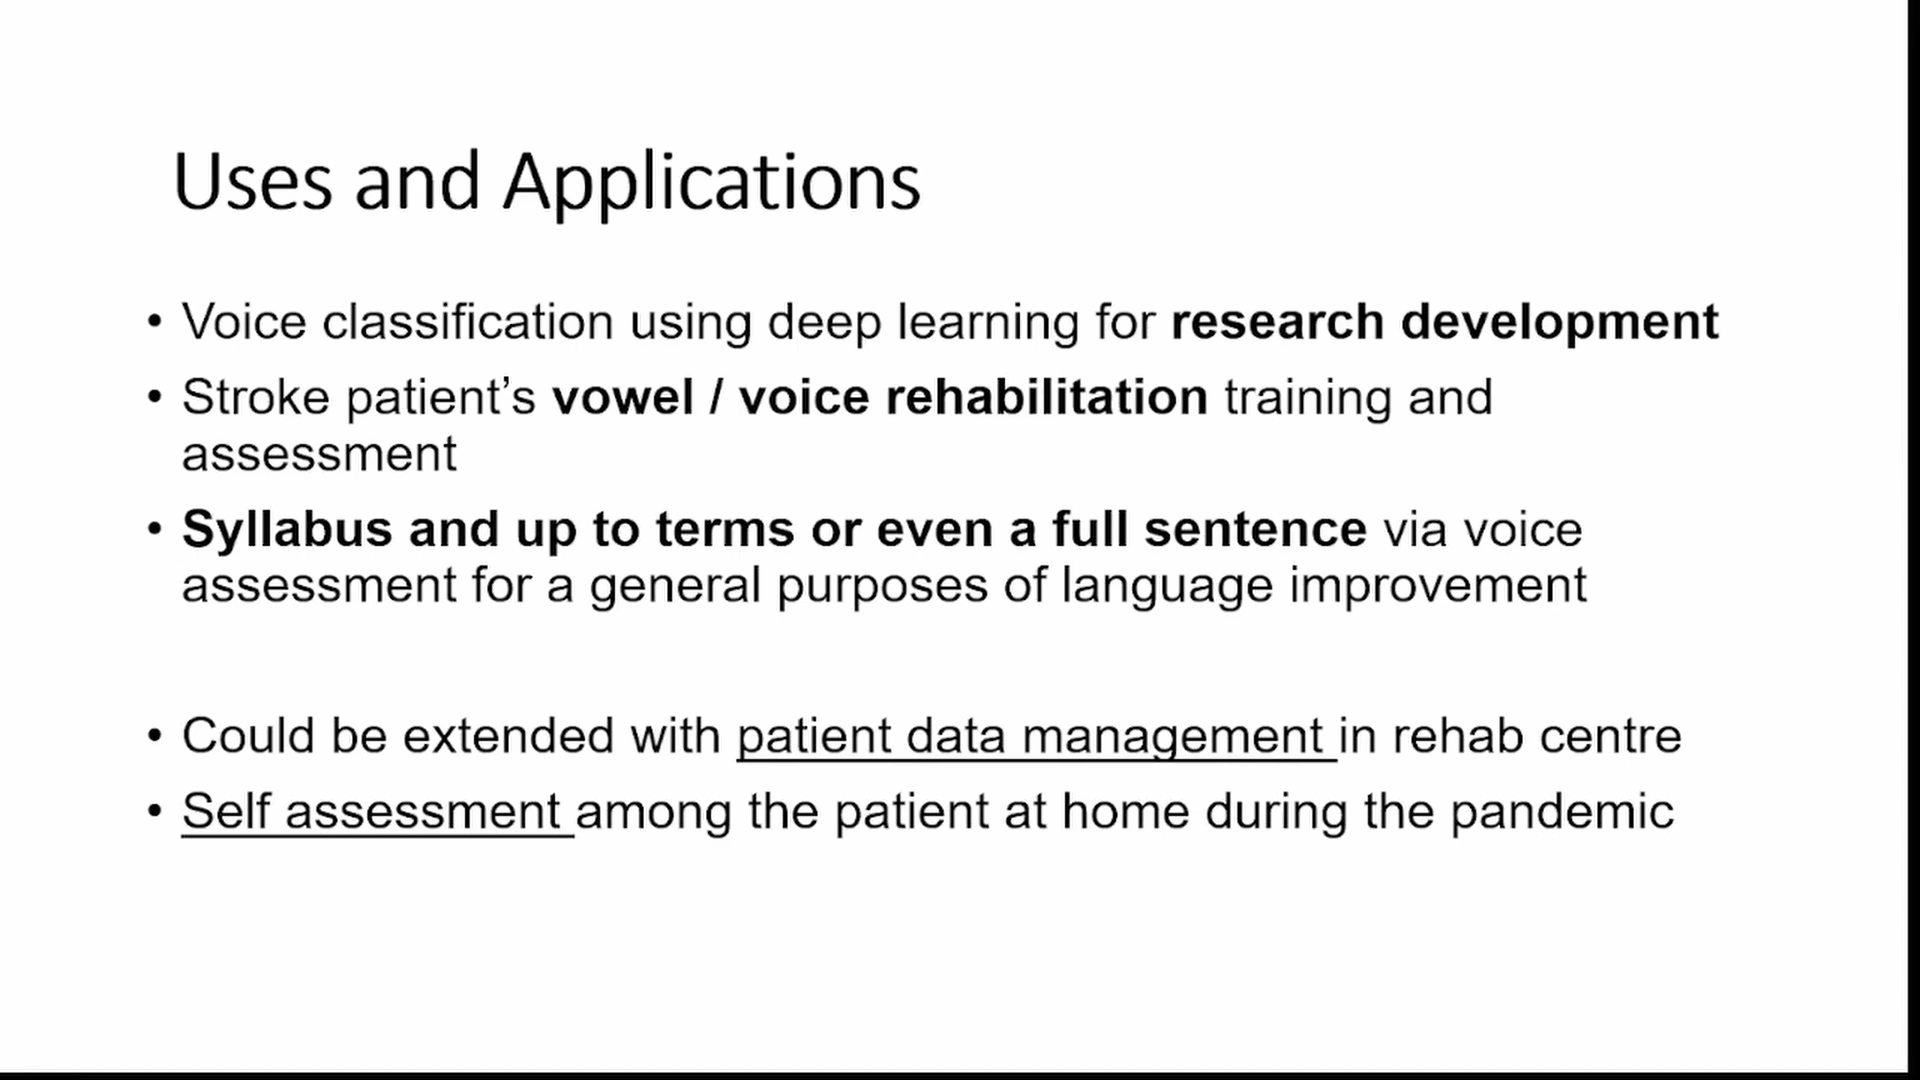 Uses and Applications
• Voice classification using deep learning for research development
• Stroke patient’s vowel / voice rehabilitation training and
assessment
• Syllabus and up to terms or even a full sentence via voice
assessment for a general purposes of language improvement
• Could be extended with patient data management in rehab centre
• Self assessment among the patient at home during the pandemic